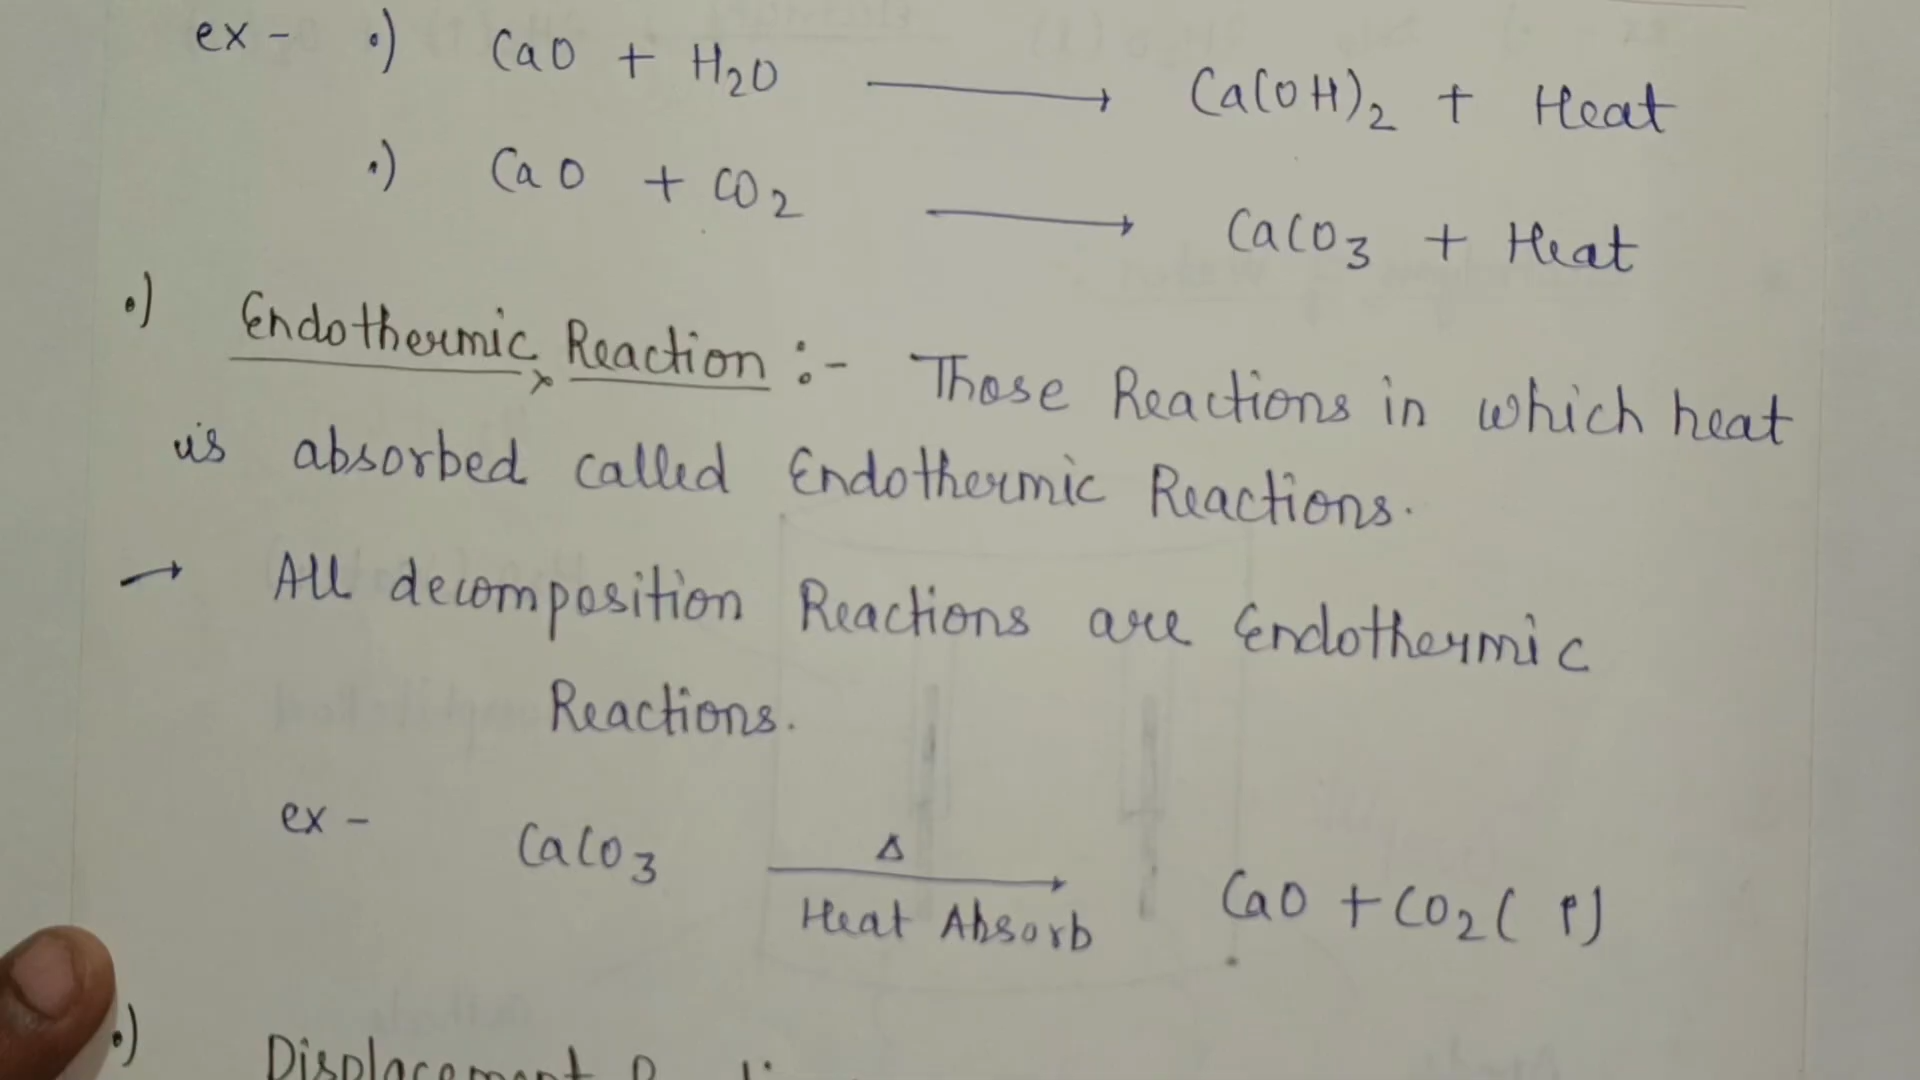 ex - •) CaO + H2O ⟶ Ca(OH)2 + Heat
•) CaO + CO2 ⟶ CaCO3 + Heat
•) Endothermic Reaction :- Those Reactions in which heat
is absorbed called Endothermic Reactions.
→ All decomposition Reactions are Endothermic
Reactions.
ex - CaCO3 ⟶ CaO + CO2 (↑)
Δ
Heat Absorb
•) Displacement